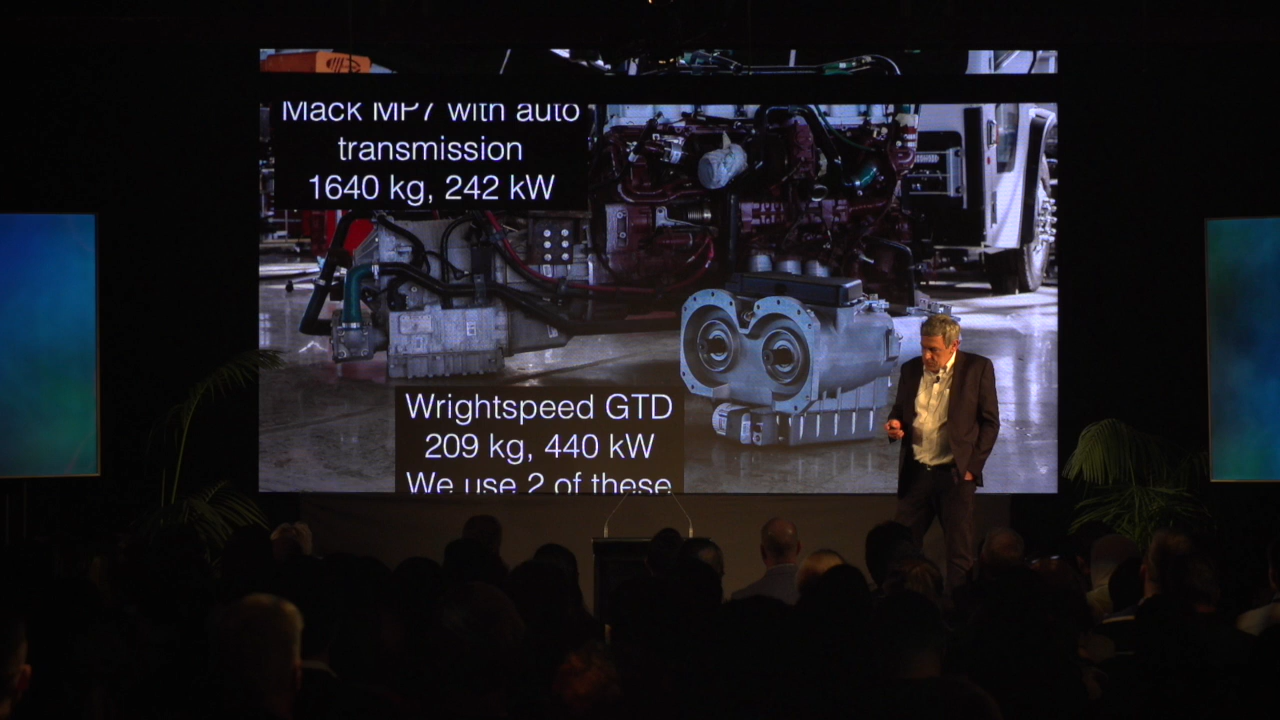 Mack MP7 with auto
transmission
1640 kg, 242 kW
Wrightspeed GTD
209 kg, 440 kW
We use 2 of these